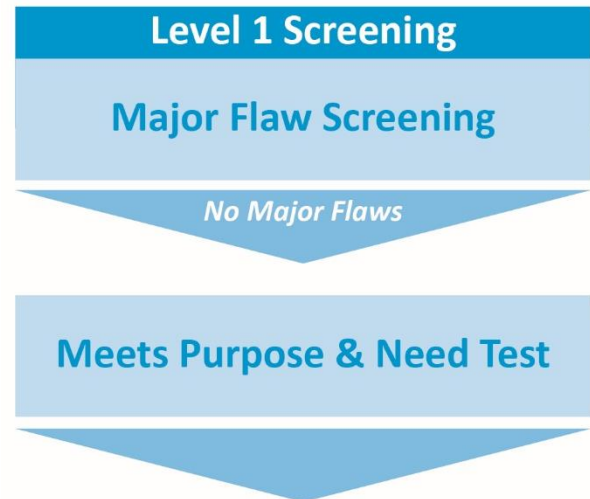 Level 1 Screening
Major Flaw Screening
No Major Flaws
Meets Purpose & Need Test